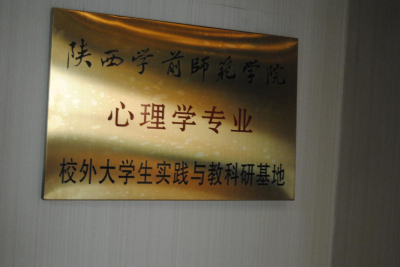 陕西学前師范学院
心理学专业
校外大学生实践与教科研基地